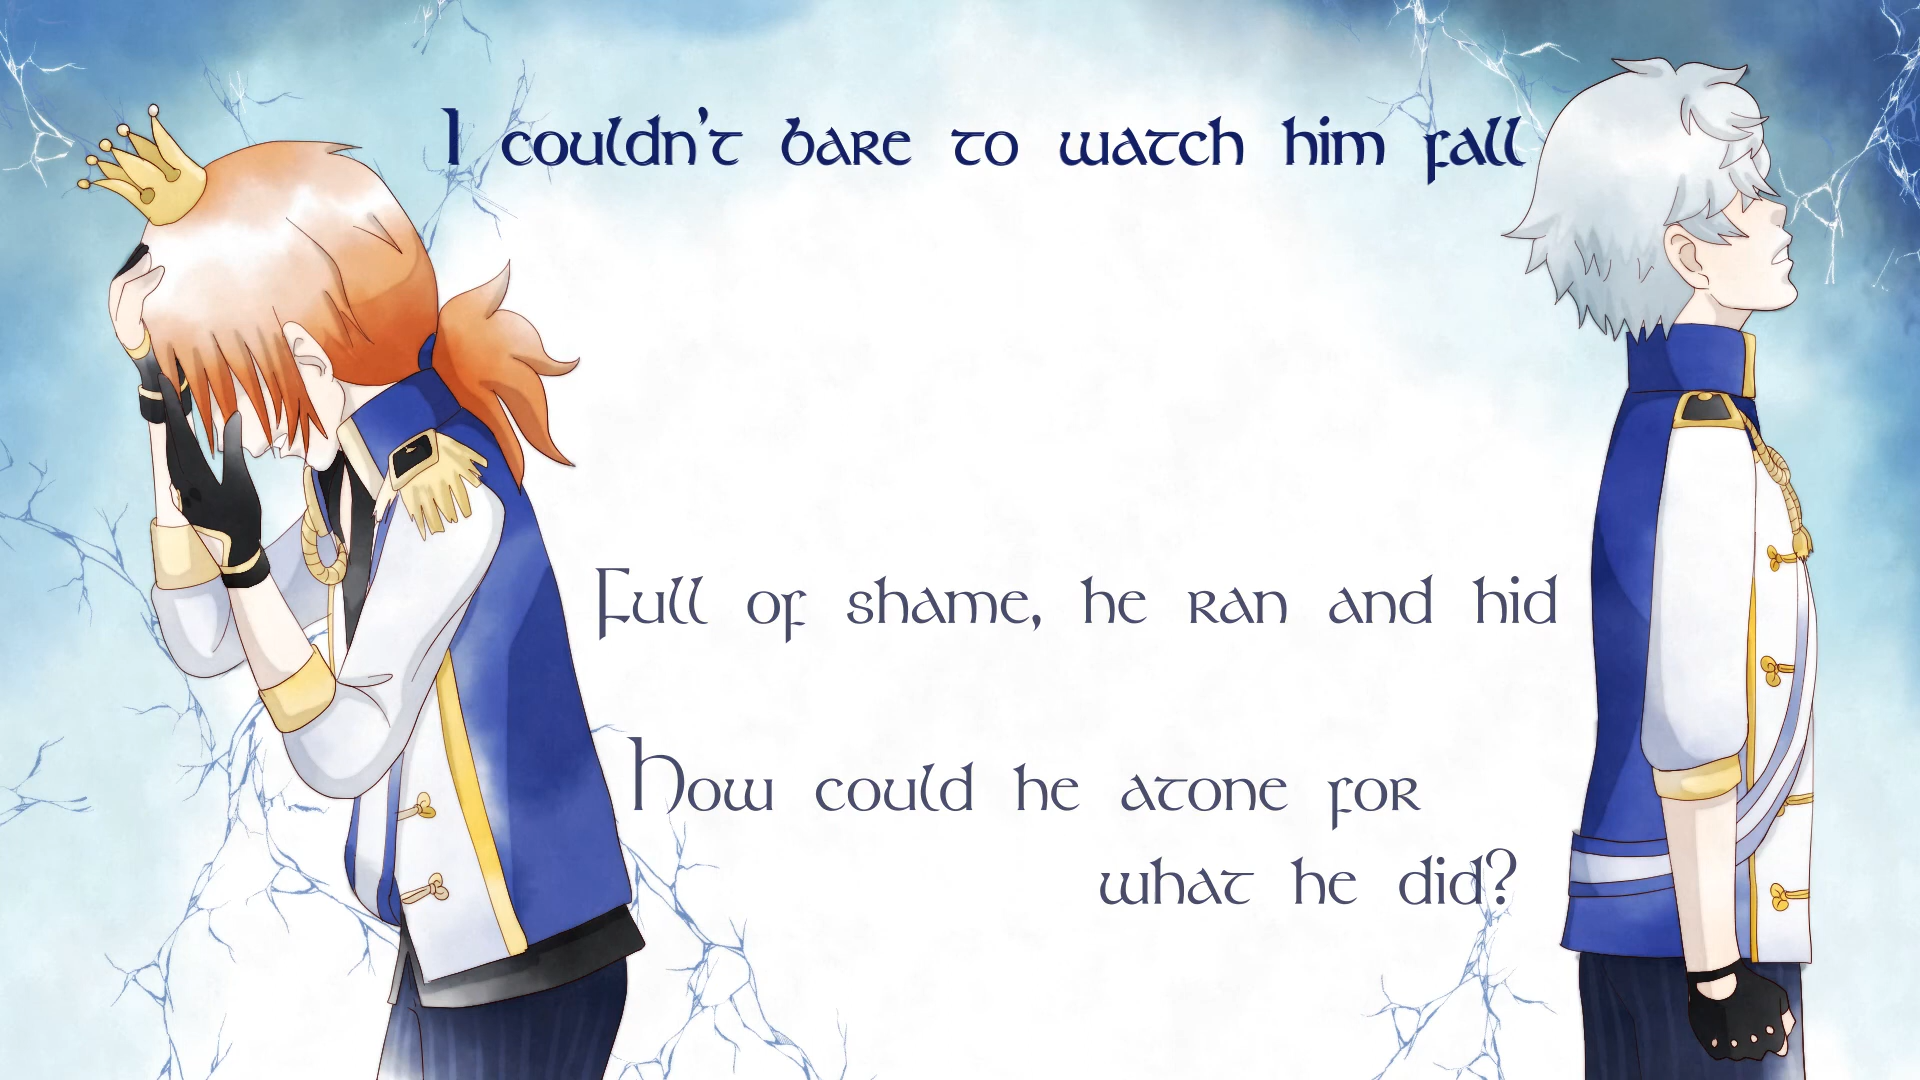 I couldn't bare to watch him fall
Full of shame, he ran and hid
How could he atone for
what he did?